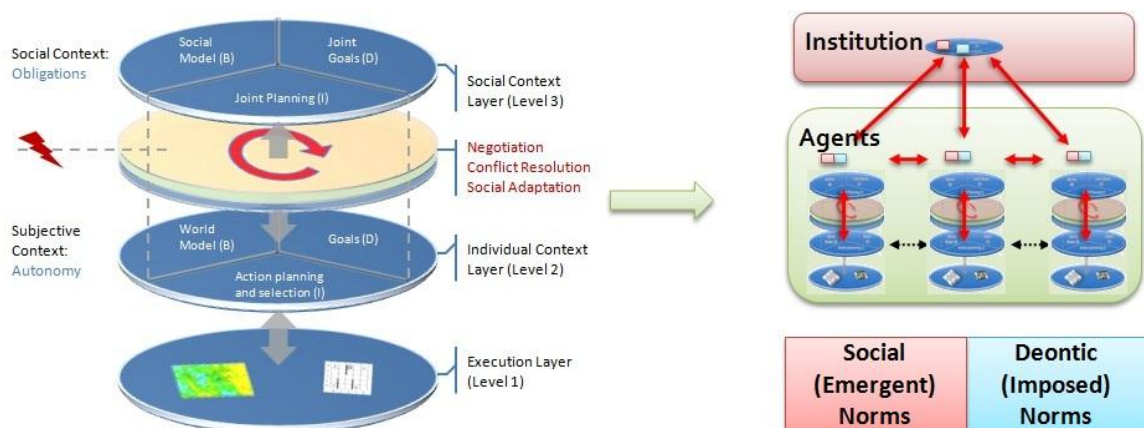 Social Context:
Obligations
Social
Model (B)
Joint
Goals (D)
Joint Planning (I)
Social Context
Layer (Level 3)
Negotiation
Conflict Resolution
Social Adaptation
Subjective
Context:
Autonomy
World
Model (B)
Goals (D)
Action planning
and selection (I)
Individual Context
Layer (Level 2)
Execution Layer
(Level 1)
Institution
Agents
Social
(Emergent)
Norms
Deontic
(Imposed)
Norms